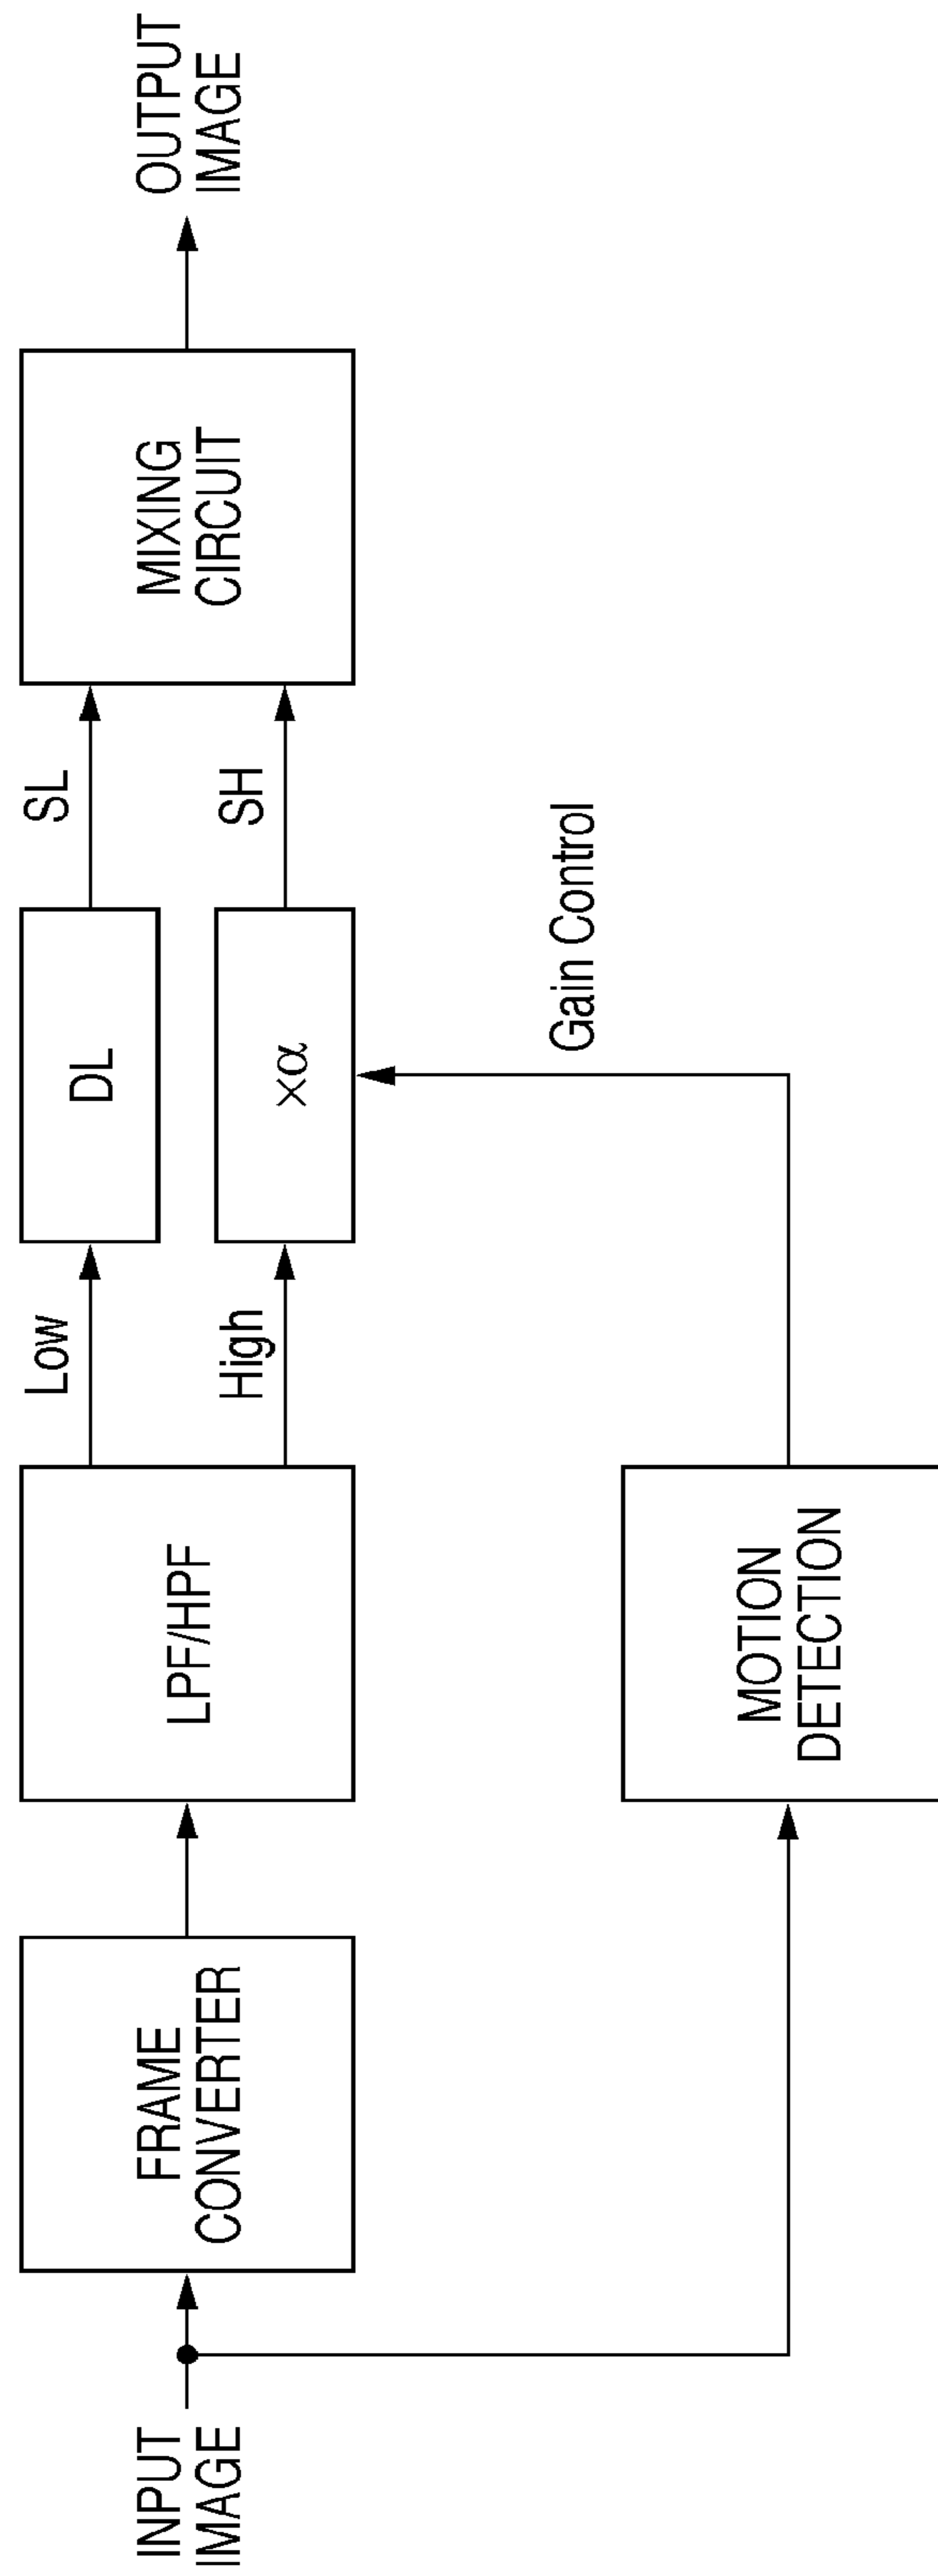 INPUT
IMAGE
FRAME
CONVERTER
LPF/HPF
Low
High
DL
×α
SL
SH
MIXING
CIRCUIT
OUTPUT
IMAGE
MOTION
DETECTION
Gain Control